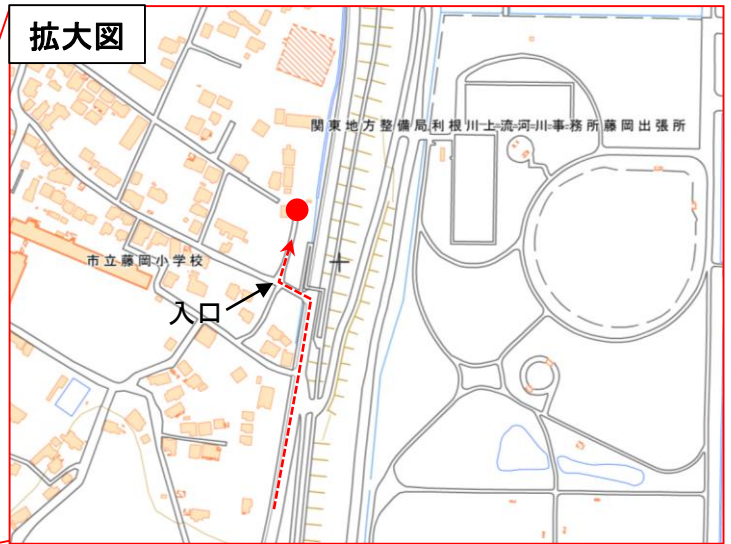 拡大図
関東地方整備局利根川上流河川事務所藤岡出張所
市立藤岡小学校
入口